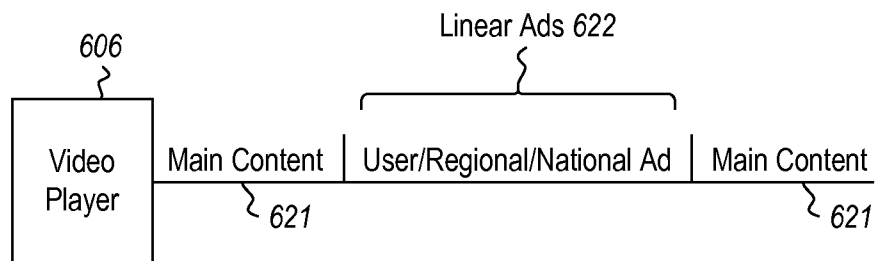 Linear Ads 622
606
Video
Player
Main Content
User/Regional/National Ad
Main Content
621
621